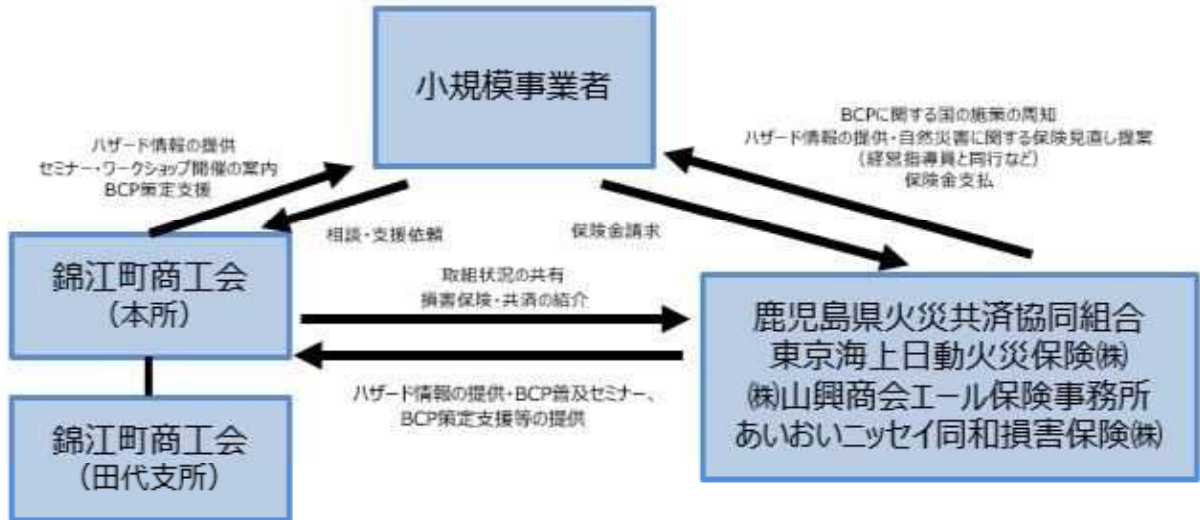 小規模事業者
BCPに関する国の施策の周知
ハザード情報の提供・自然災害に関する保険見直し提案
（経営指導員と同行など）
保険金支払
ハザード情報の提供
セミナー・ワークショップ開催の案内
BCP策定支援
相談・支援依頼
保険金請求
錦江町商工会
（本所）
取組状況の共有
損害保険・共済の紹介
鹿児島県火災共済協同組合
東京海上日動火災保険㈱
㈱山興商会エール保険事務所
あいおいニッセイ同和損害保険㈱
ハザード情報の提供・BCP普及セミナー、
BCP策定支援等の提供
錦江町商工会
（田代支所）